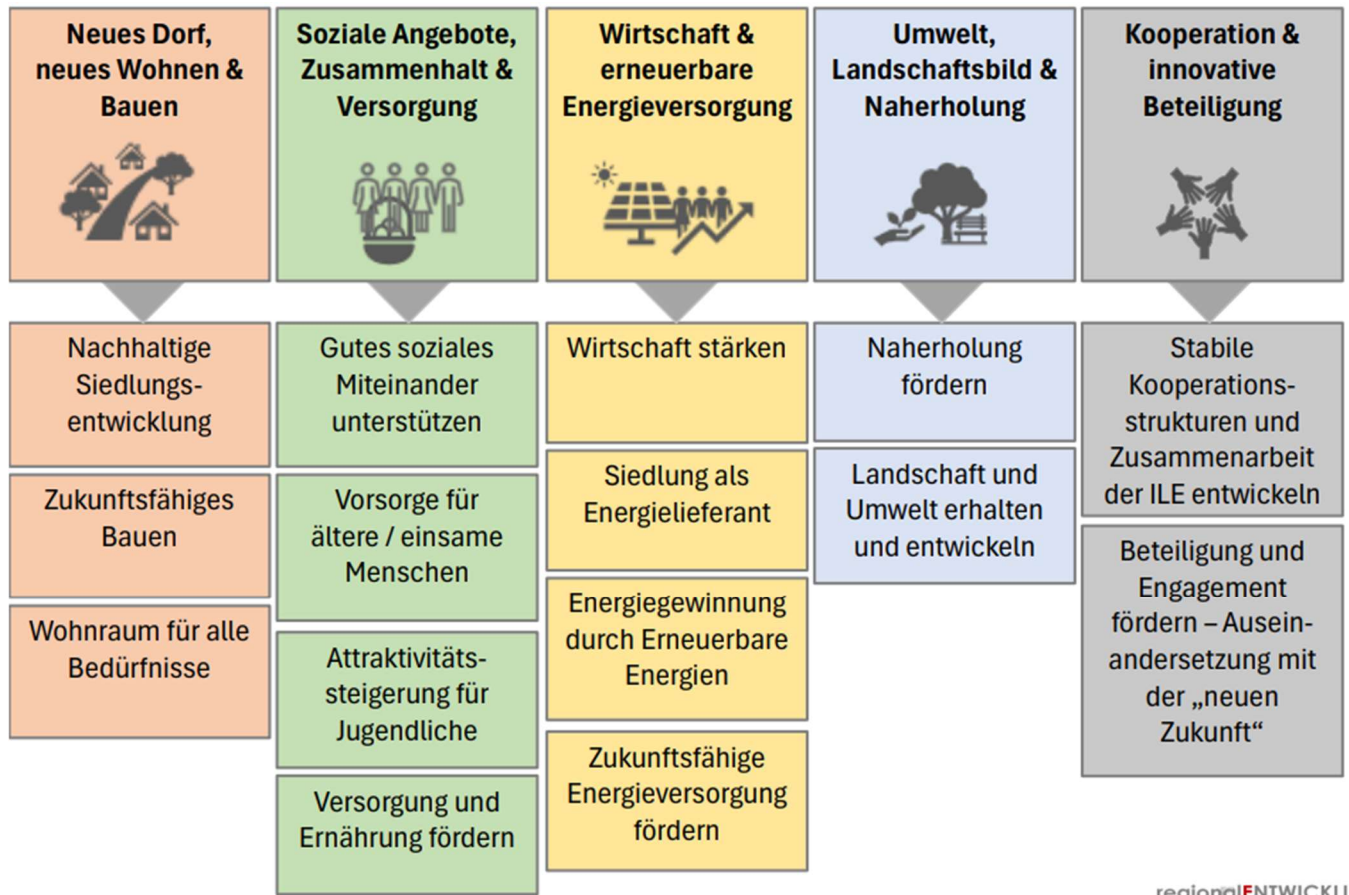 Neues Dorf,
neues Wohnen &
Bauen
Soziale Angebote,
Zusammenhalt &
Versorgung
Wirtschaft &
erneuerbare
Energieversorgung
Umwelt,
Landschaftsbild &
Naherholung
Kooperation &
innovative
Beteiligung
Nachhaltige
Siedlungs-
entwicklung
Zukunftsfähiges
Bauen
Wohnraum für alle
Bedürfnisse
Gutes soziales
Miteinander
unterstützen
Vorsorge für
ältere / einsame
Menschen
Attraktivitäts-
steigerung für
Jugendliche
Versorgung und
Ernährung fördern
Wirtschaft stärken
Siedlung als
Energielieferant
Energiegewinnung
durch Erneuerbare
Energien
Zukunftsfähige
Energieversorgung
fördern
Naherholung
fördern
Landschaft und
Umwelt erhalten
und entwickeln
Stabile
Kooperations-
strukturen und
Zusammenarbeit
der ILE entwickeln
Beteiligung und
Engagement
fördern – Ausein-
andersetzung mit
der „neuen
Zukunft“